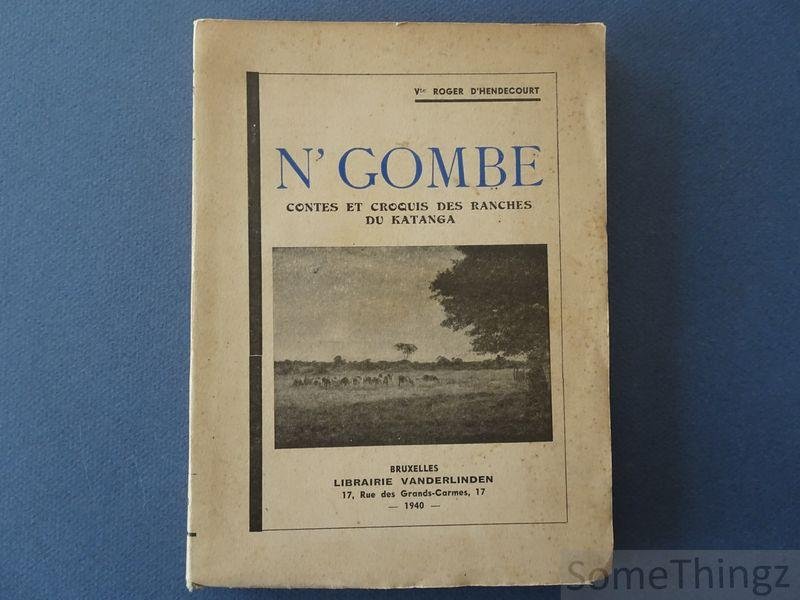 Vte ROGER D'HENDECOURT
N'GOMBE
CONTES ET CROQUIS DES RANCHES
DU KATANGA
BRUXELLES
LIBRAIRIE VANDERLINDEN
17, Rue des Grands-Carmes, 17
— 1940 —
SomeThingz